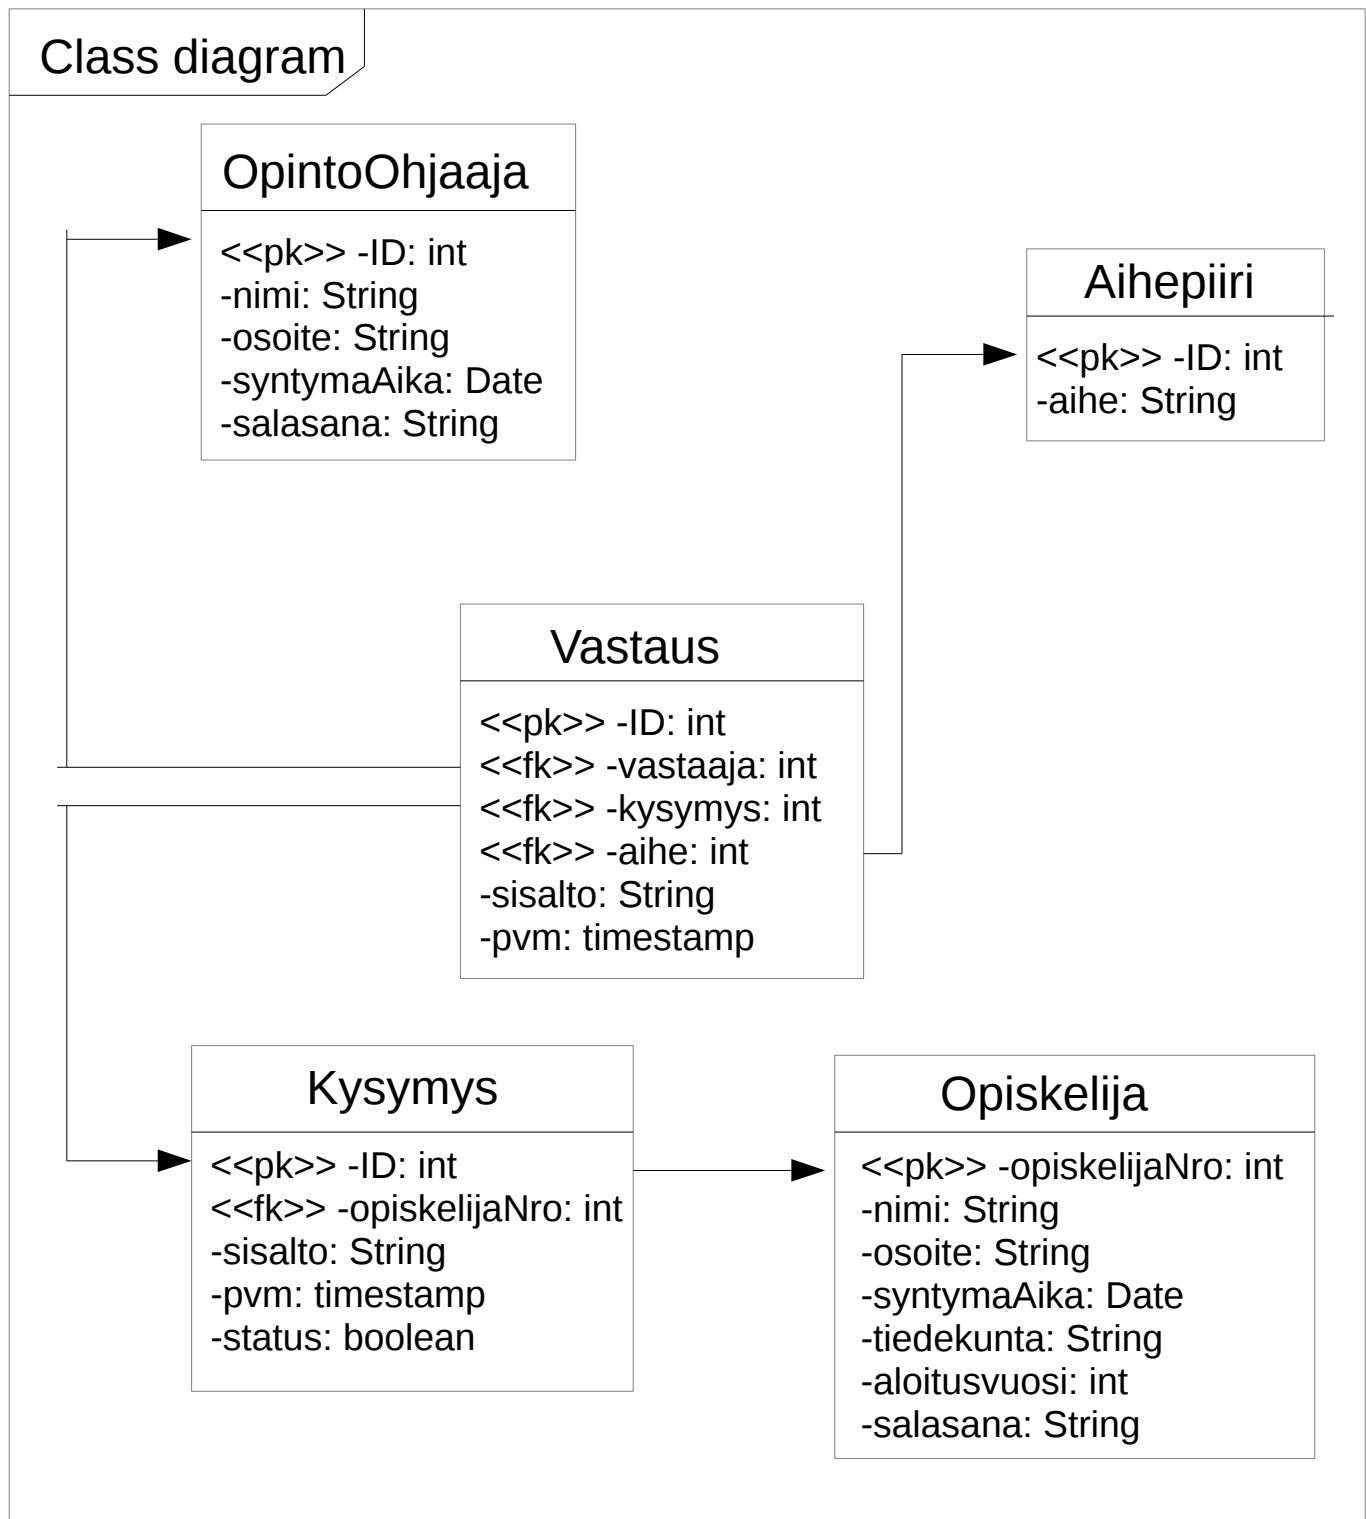 Class diagram
OpintoOhjaaja
<<pk>> -ID: int
-nimi: String
-osoite: String
-syntymaAika: Date
-salasana: String
Aihepiiri
<<pk>> -ID: int
-aihe: String
Vastaus
<<pk>> -ID: int
<<fk>> -vastaaja: int
<<fk>> -kysymys: int
<<fk>> -aihe: int
-sisalto: String
-pvm: timestamp
Kysymys
<<pk>> -ID: int
<<fk>> -opiskelijaNro: int
-sisalto: String
-pvm: timestamp
-status: boolean
Opiskelija
<<pk>> -opiskelijaNro: int
-nimi: String
-osoite: String
-syntymaAika: Date
-tiedekunta: String
-aloitusvuosi: int
-salasana: String